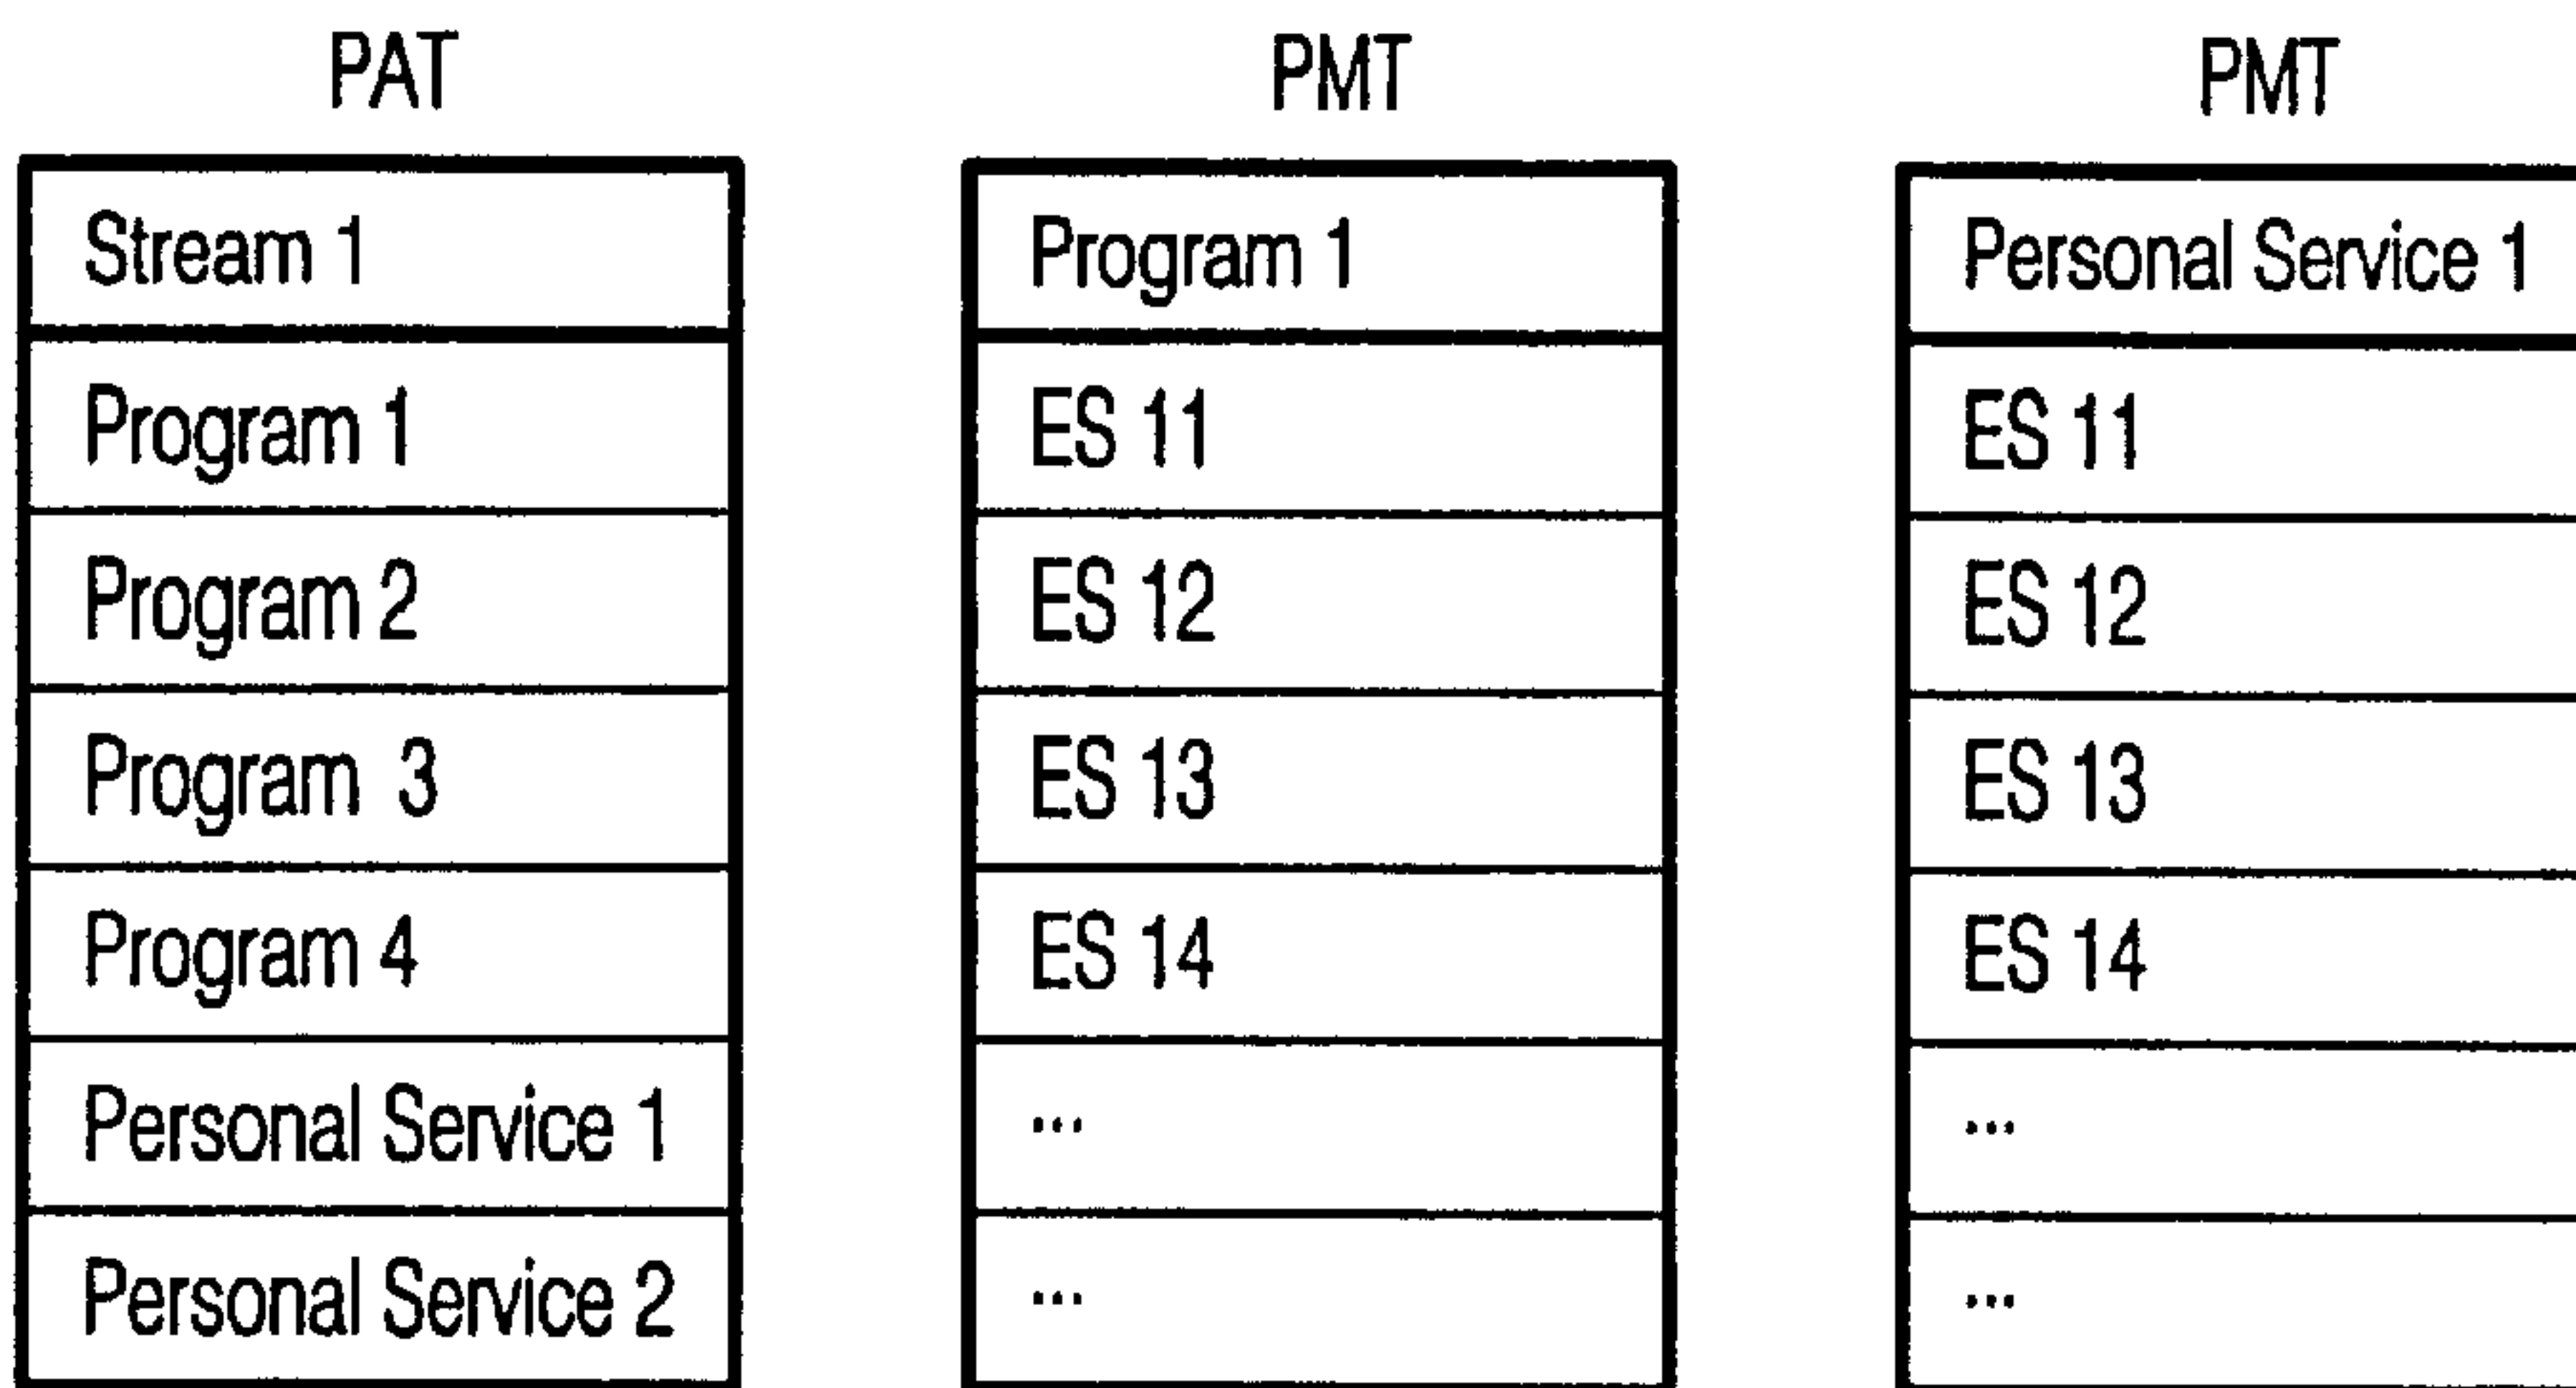 PAT
Stream 1
Program 1
Program 2
Program 3
Program 4
Personal Service 1
Personal Service 2
PMT
Program 1
ES 11
ES 12
ES 13
ES 14
...
...
PMT
Personal Service 1
ES 11
ES 12
ES 13
ES 14
...
...